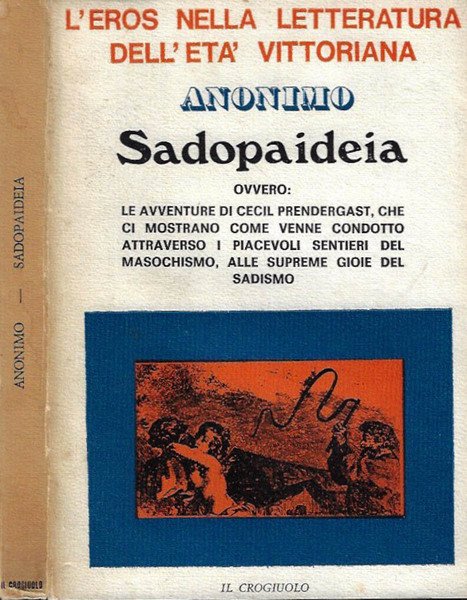 L'EROS NELLA LETTERATURA
DELL'ETA' VITTORIANA
ANONIMO
Sadopaideia
OVVERO:
LE AVVENTURE DI CECIL PRENDERGAST, CHE
CI MOSTRANO COME VENNE CONDOTTO
ATTRAVERSO I PIACEVOLI SENTIERI DEL
MASOCHISMO, ALLE SUPREME GIOIE DEL
SADISMO
IL CROGIUOLO
ANONIMO — SADOPAIDEIA
IL CROGIUOLO